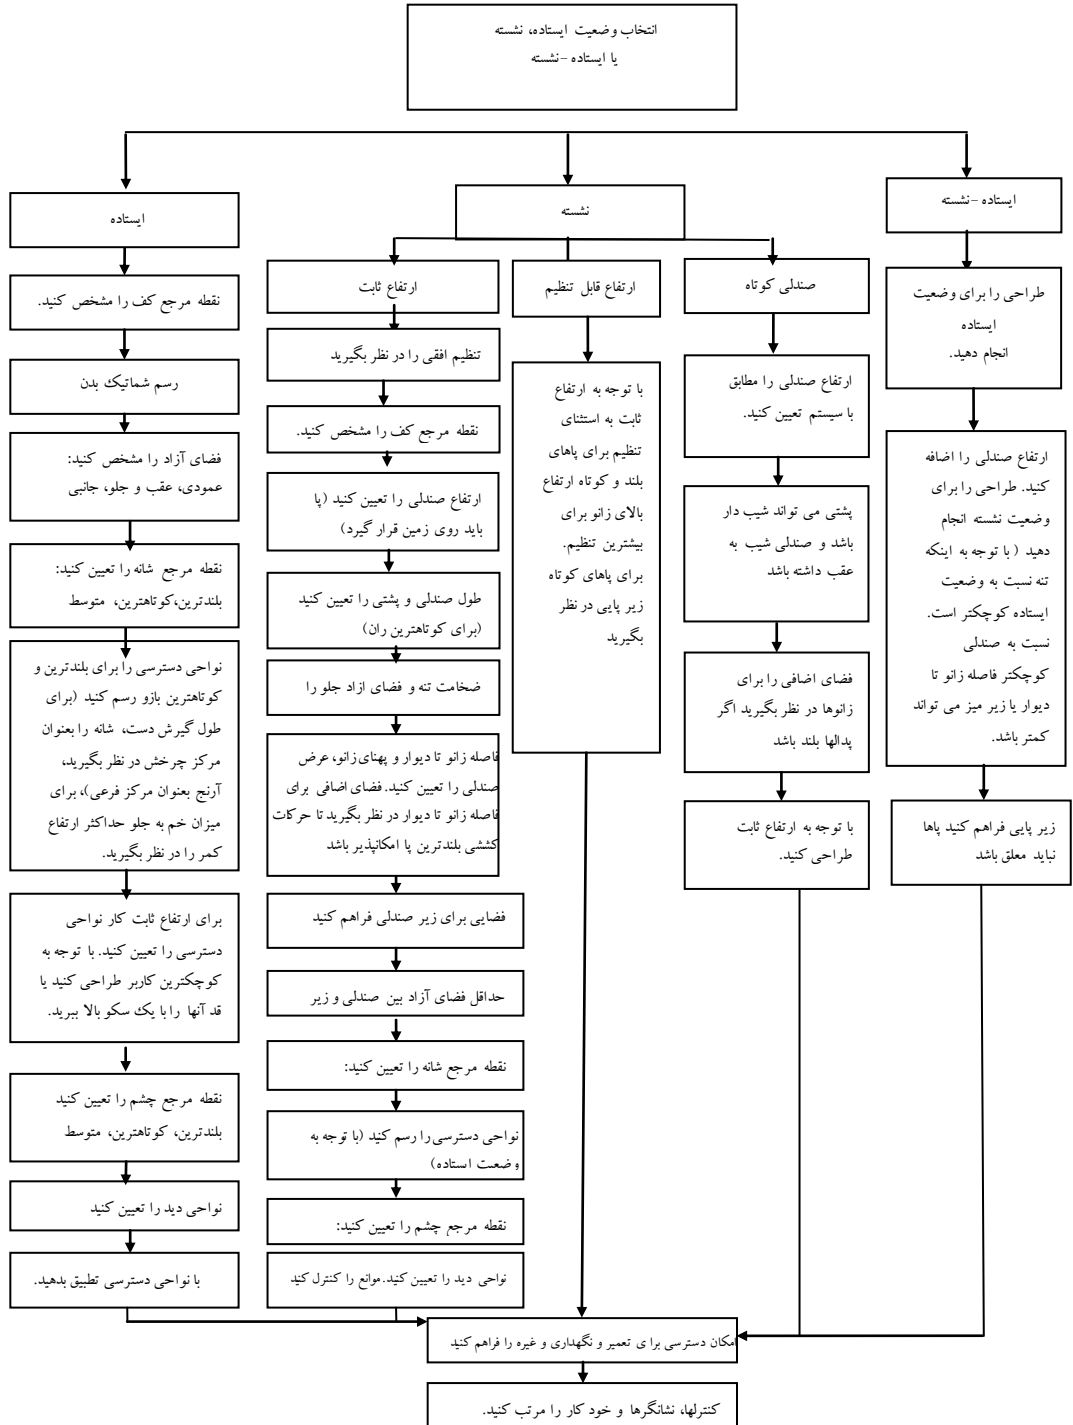 انتخاب وضعیت ایستاده، نشسته
یا ایستاده -نشسته
ایستاده -نشسته
طراحی را برای وضعیت
ایستاده
انجام دهید.
ارتفاع صندلی را اضافه
کنید. طراحی را برای
وضعیت نشسته انجام
دهید ( با توجه به اینکه
تنه نسبت به وضعیت
ایستاده کوچکتر است.
نسبت به صندلی
کوچکتر فاصله زانو تا
دیوار یا زیر میز می تواند
کمتر باشد.
زیر پایی فراهم کنید پاها
نباید معلق باشد
نشسته
صندلی کوتاه
ارتفاع صندلی را مطابق
با سیستم تعیین کنید.
پشتی می تواند شیب دار
باشد و صندلی شیب به
عقب داشته باشد
فضای اضافی را برای
زانوها در نظر بگیرید اگر
پدالها بلند باشد
با توجه به ارتفاع ثابت
طراحی کنید.
ارتفاع قابل تنظیم
با توجه به ارتفاع
ثابت به استثنای
تنظیم برای پاهای
بلند و کوتاه ارتفاع
بالای زانو برای
بیشترین تنظیم.
برای پاهای کوتاه
زیر پایی در نظر
بگیرید
ارتفاع ثابت
تنظیم افقی را در نظر بگیرید
نقطه مرجع کف را مشخص کنید.
ارتفاع صندلی را تعیین کنید (پا
باید روی زمین قرار گیرد)
طول صندلی و پشتی را تعیین کنید
(برای کوتاهترین ران)
ضخامت تنه و فضای ازاد جلو را
فاصله زانو تا دیوار و پهنای زانو، عرض
صندلی را تعیین کنید. فضای اضافی برای
فاصله زانو تا دیوار در نظر بگیرید تا حرکات
کششی بلندترین پا امکانپذیر باشد
فضایی برای زیر صندلی فراهم کنید
حداقل فضای آزاد بین صندلی و زیر
نقطه مرجع شانه را تعیین کنید:
نواحی دسترسی را رسم کنید (با توجه به
وضعیت استاده)
نقطه مرجع چشم را تعیین کنید:
نواحی دید را تعیین کنید.موانع را کنترل کنید
ایستاده
نقطه مرجع کف را مشخص کنید.
رسم شماتیک بدن
فضای آزاد را مشخص کنید:
عمودی، عقب و جلو، جانبی
نقطه مرجع شانه را تعیین کنید:
بلندترین،کوتاهترین، متوسط
نواحی دسترسی را برای بلندترین و
کوتاهترین بازو رسم کنید (برای
طول گیرش دست، شانه را بعنوان
مرکز چرخش در نظر بگیرید،
آرنج بعنوان مرکز فرعی)، برای
میزان خم به جلو حداکثر ارتفاع
کمر را در نظر بگیرید.
برای ارتفاع ثابت کار نواحی
دسترسی را تعیین کنید. با توجه به
کوچکترین کاربر طراحی کنید یا
قد آنها را با یک سکو بالا ببرید.
نقطه مرجع چشم را تعیین کنید
بلندترین، کوتاهترین، متوسط
نواحی دید را تعیین کنید
با نواحی دسترسی تطبیق بدهید.
امکان دسترسی برا ی تعمیر و نگهداری و غیره را فراهم کنید
کنترلها، نشانگرها و خود کار را مرتب کنید.